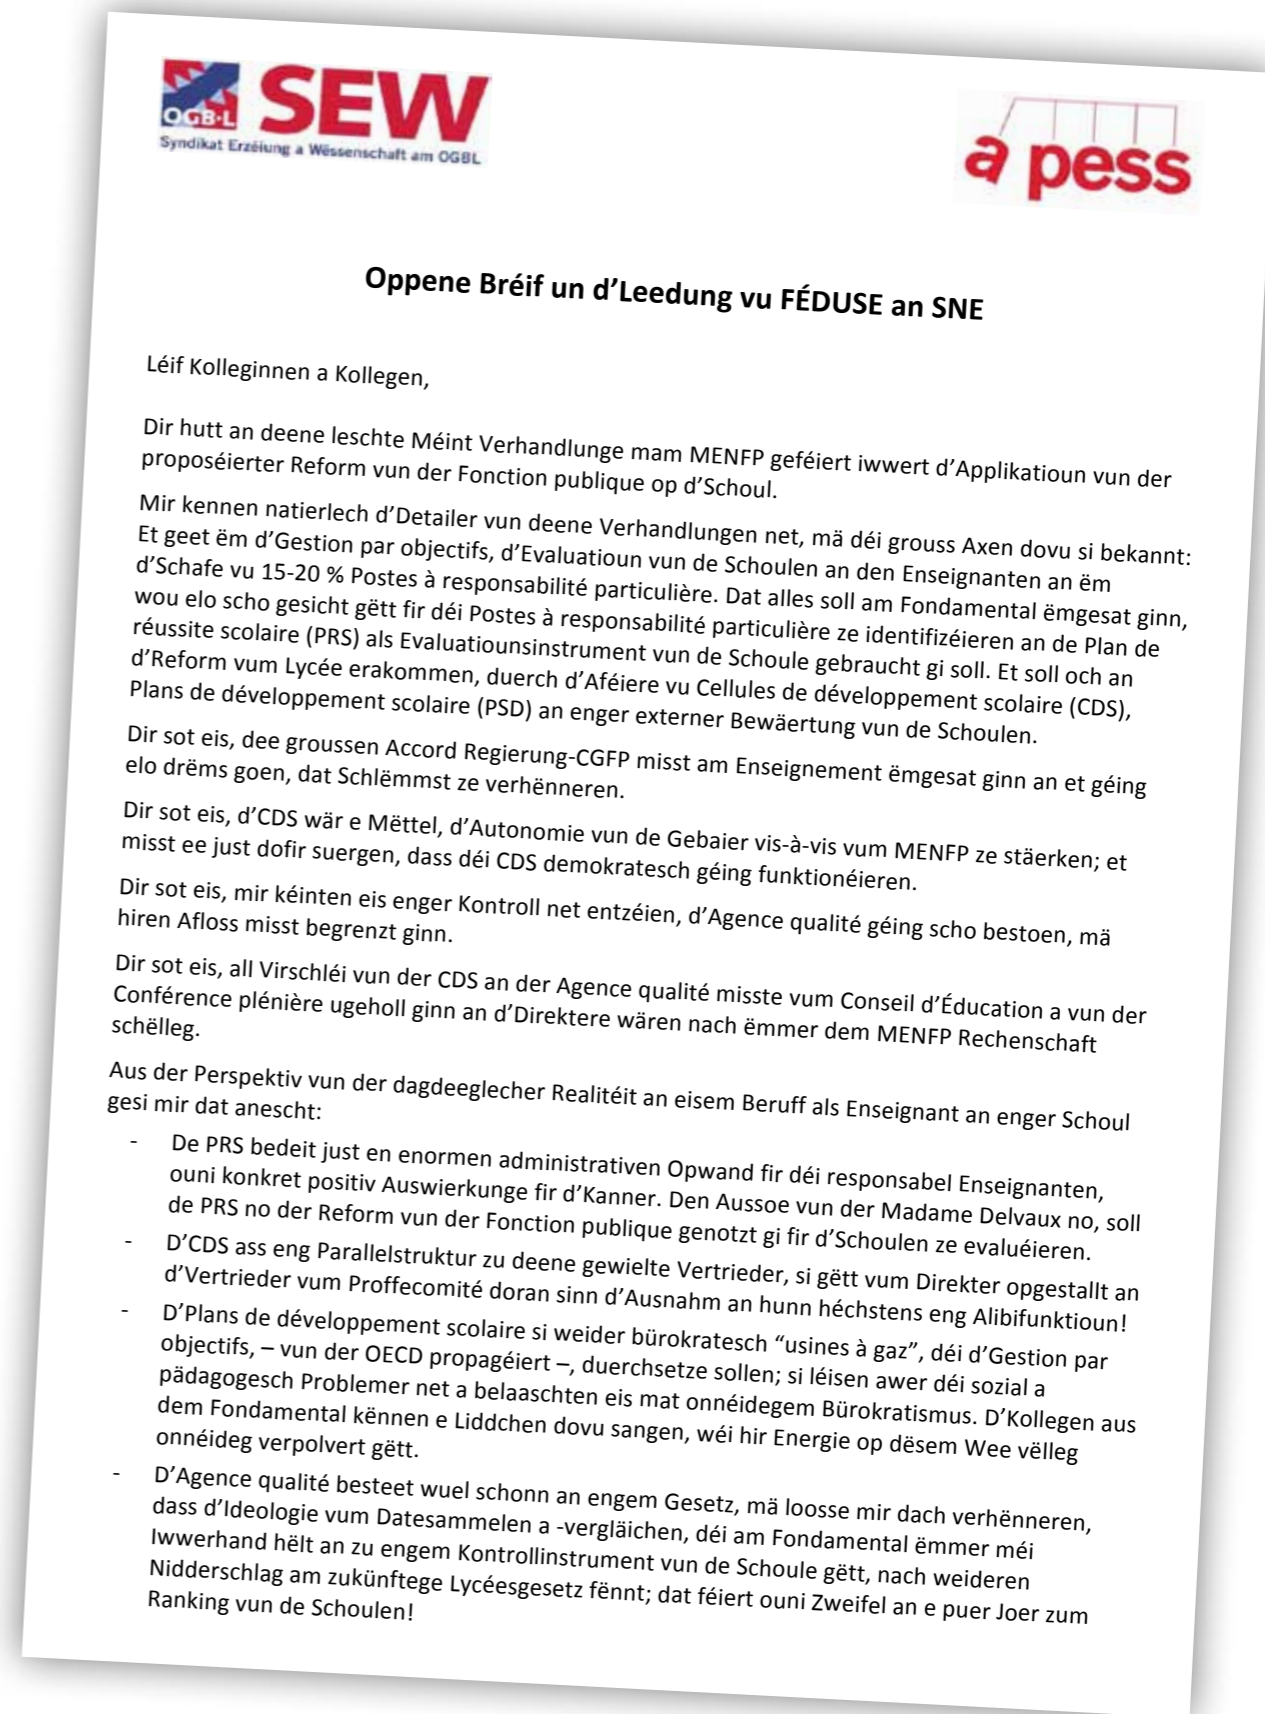 OGB·L SEW
Syndikat Erzéiung a Wëssenschaft am OGBL
a pess
Oppene Bréif un d’Leedung vu FÉDUSE an SNE
Léif Kolleginnen a Kollegen,
Dir hutt an deene leschte Méint Verhandlunge mam MENFP geféiert iwwert d’Applikatioun vun der
proposéierter Reform vun der Fonction publique op d’Schoul.
Mir kennen natierlech d’Detailer vun deene Verhandlungen net, mä déi grouss Axen dovu si bekannt:
Et geet ëm d’Gestion par objectifs, d’Evaluatioun vun de Schoulen an den Enseignanten an ëm
d’Schafe vu 15-20 % Postes à responsabilité particulière. Dat alles soll am Fondamental ëmgesat ginn,
wou elo scho gesicht gëtt fir déi Postes à responsabilité particulière ze identifizéieren an de Plan de
réussite scolaire (PRS) als Evaluatiounsinstrument vun de Schoule gebraucht gi soll. Et soll och an
d’Reform vum Lycée erakommen, duerch d’Aféiere vu Cellules de développement scolaire (CDS),
Plans de développement scolaire (PSD) an enger externer Bewäertung vun de Schoulen.
Dir sot eis, dee groussen Accord Regierung-CGFP misst am Enseignement ëmgesat ginn an et géing
elo drëms goen, dat Schlëmmst ze verhënneren.
Dir sot eis, d’CDS wär e Mëttel, d’Autonomie vun de Gebaier vis-à-vis vum MENFP ze stäerken; et
misst ee just dofir suergen, dass déi CDS demokratesch géing funktionéieren.
Dir sot eis, mir kéinten eis enger Kontroll net entzéien, d’Agence qualité géing scho bestoen, mä
hiren Afloss misst begrenzt ginn.
Dir sot eis, all Virschléi vun der CDS an der Agence qualité misste vum Conseil d’Éducation a vun der
Conférence plénière ugeholl ginn an d’Direktere wären nach ëmmer dem MENFP Rechenschaft
schëlleg.
Aus der Perspektiv vun der dagdeeglecher Realitéit an eisem Beruff als Enseignant an enger Schoul
gesi mir dat anescht:
- De PRS bedeit just en enormen administrativen Opwand fir déi responsabel Enseignanten,
ouni konkret positiv Auswierkunge fir d’Kanner. Den Aussoe vun der Madame Delvaux no, soll
de PRS no der Reform vun der Fonction publique genotzt gi fir d’Schoulen ze evaluéieren.
- D’CDS ass eng Parallelstruktur zu deene gewielte Vertrieder, si gëtt vum Direkter opgestallt an
d’Vertrieder vum Proffecomité doran sinn d’Ausnahm an hunn héchstens eng Alibifunktioun!
- D’Plans de développement scolaire si weider bürokratesch “usines à gaz”, déi d’Gestion par
objectifs, – vun der OECD propagéiert –, duerchsetze sollen; si léisen awer déi sozial a
pädagogesch Problemer net a belaaschten eis mat onnéidegem Bürokratismus. D’Kollegen aus
dem Fondamental kënnen e Liddchen dovu sangen, wéi hir Energie op dësem Wee vëlleg
onnéideg verpolvert gëtt.
- D’Agence qualité besteet wuel schonn an engem Gesetz, mä loosse mir dach verhënneren,
dass d’Ideologie vum Datesammelen a -vergläichen, déi am Fondamental ëmmer méi
Iwwerhand hëlt an zu engem Kontrollinstrument vun de Schoule gëtt, nach weideren
Nidderschlag am zukünftege Lycéesgesetz fënnt; dat féiert ouni Zweifel an e puer Joer zum
Ranking vun de Schoulen!